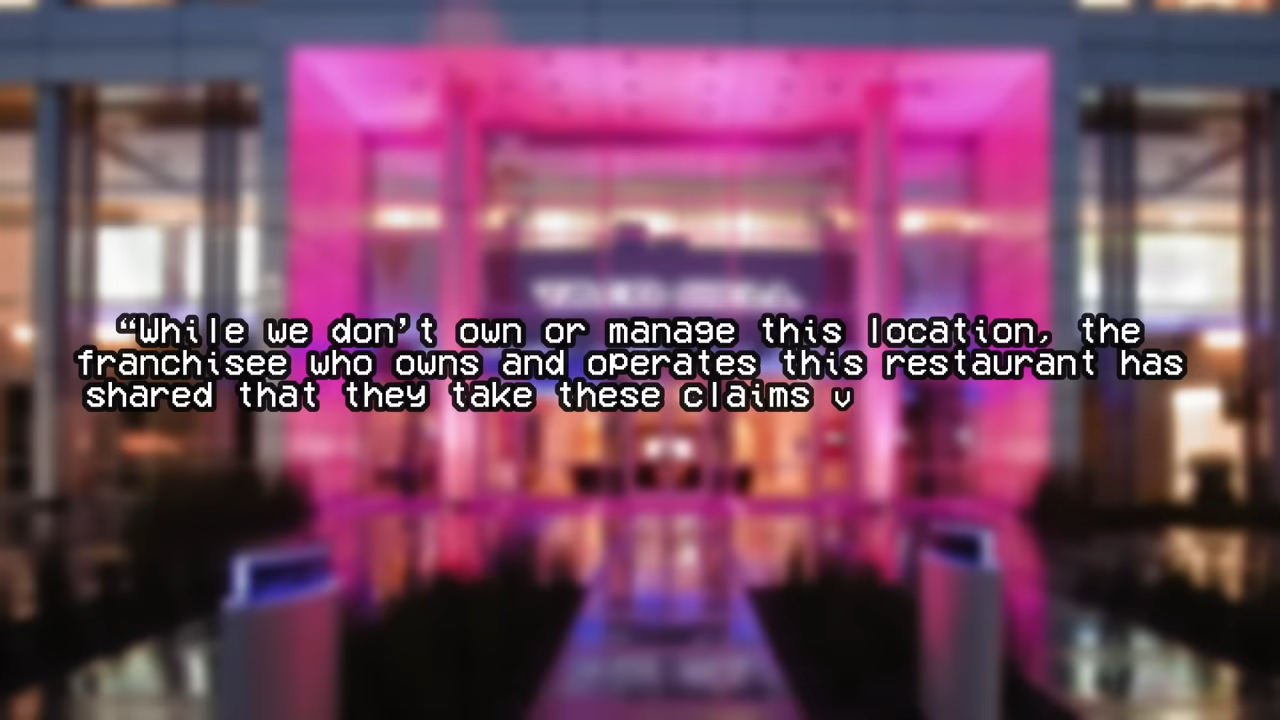 “While we don’t own or manage this location, the
franchisee who owns and operates this restaurant has
shared that they take these claims v